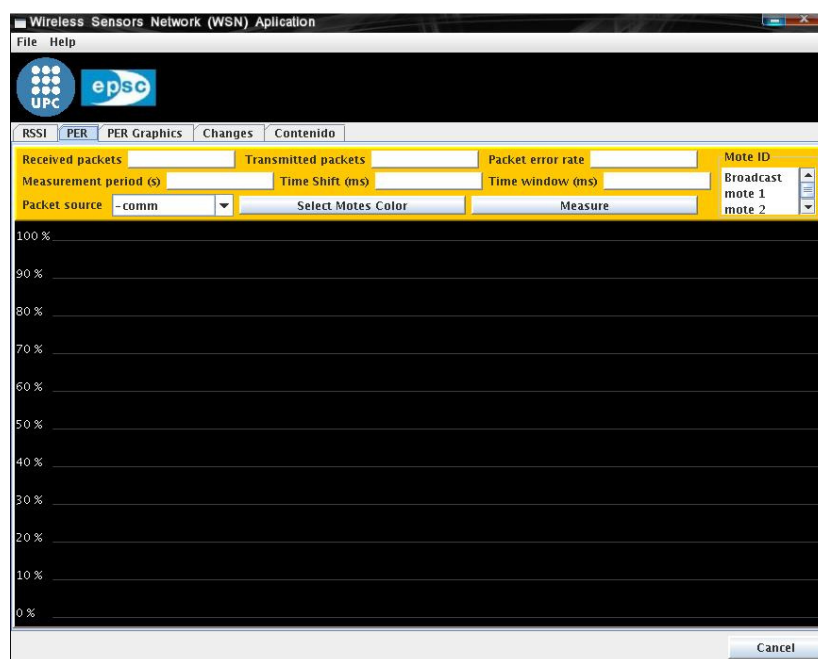 Wireless Sensors Network (WSN) Aplication
File Help
UPC epsc
RSSI PER PER Graphics Changes Contenido
Received packets Transmitted packets Packet error rate Mote ID
Measurement period (s) Time Shift (ms) Time window (ms) Broadcast
mote 1
Packet source -comm Select Motes Color Measure mote 2
100 %
90 %
80 %
70 %
60 %
50 %
40 %
30 %
20 %
10 %
0 %
Cancel